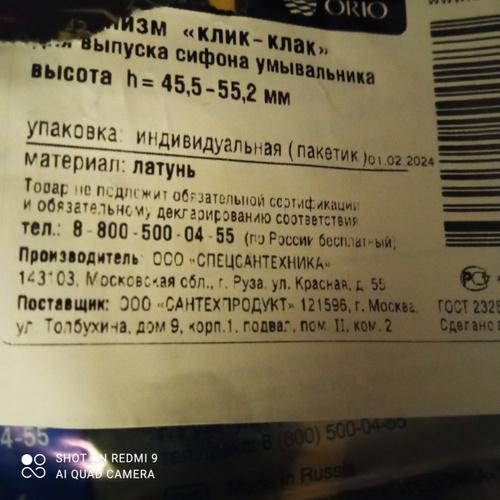 ORIO
«КЛИК-КЛАК»
для выпуска сифона умывальника
высота h= 45,5-55,2 мм
упаковка: индивидуальная (пакетик) 01.02.2024
материал: латунь
Товар не подлежит обязательной сертификации
и обязательному декларированию соответствия
тел.: 8-800-500-04-55 (по России бесплатный)
Производитель: ООО «СПЕЦСАНТЕХНИКА»
143103, Московская обл., г. Руза, ул. Красная, д. 55
Поставщик: ООО «САНТЕХПРОДУКТ» 121596, г. Москва,
ул. Толбухина, дом 9, корп.1, подвал, пом. II, ком. 2
РСТ
ГОСТ 2328
Сделано
4-55
8 (800) 500-04-55
in Russia
SHOT ON REDMI 9
AI QUAD CAMERA